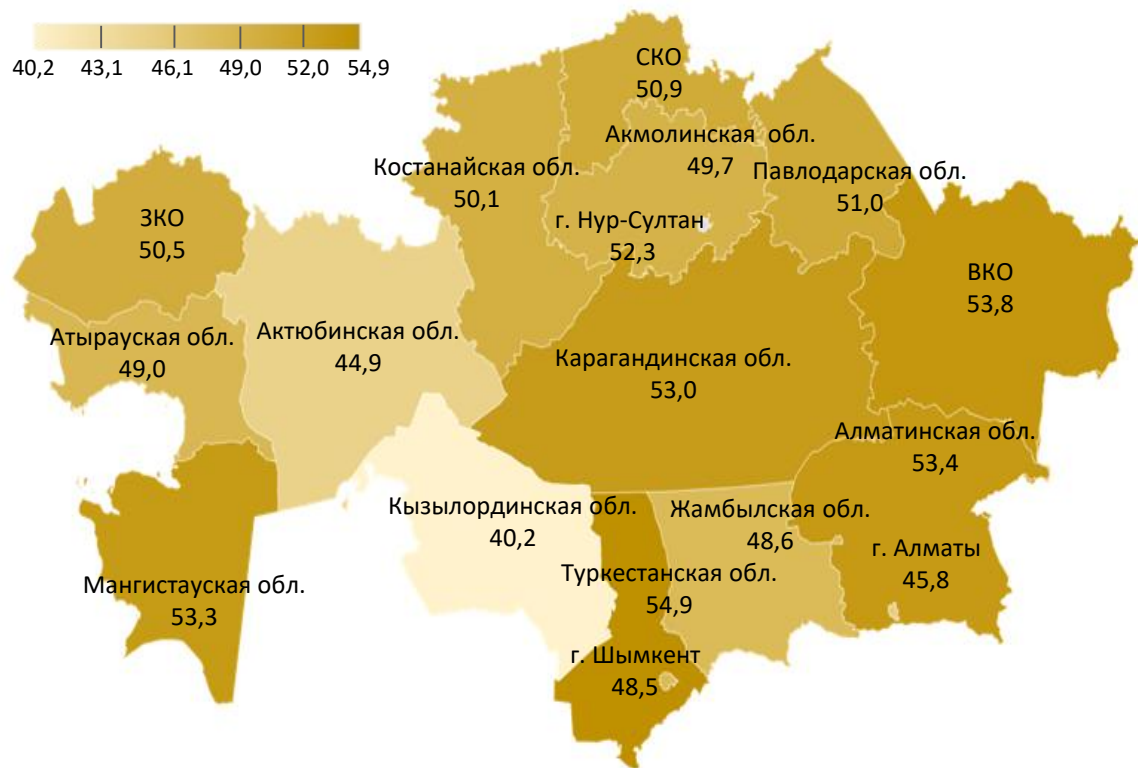 40,2 43,1 46,1 49,0 52,0 54,9
СКО
50,9
Акмолинская обл.
49,7
Костанайская обл.
50,1
Павлодарская обл.
51,0
ЗКО
50,5
г. Нур-Султан
52,3
ВКО
53,8
Атырауская обл.
49,0
Актюбинская обл.
44,9
Карагандинская обл.
53,0
Алматинская обл.
53,4
Кызылординская обл.
40,2
Жамбылская обл.
48,6
г. Алматы
45,8
Мангистауская обл.
53,3
Туркестанская обл.
54,9
г. Шымкент
48,5